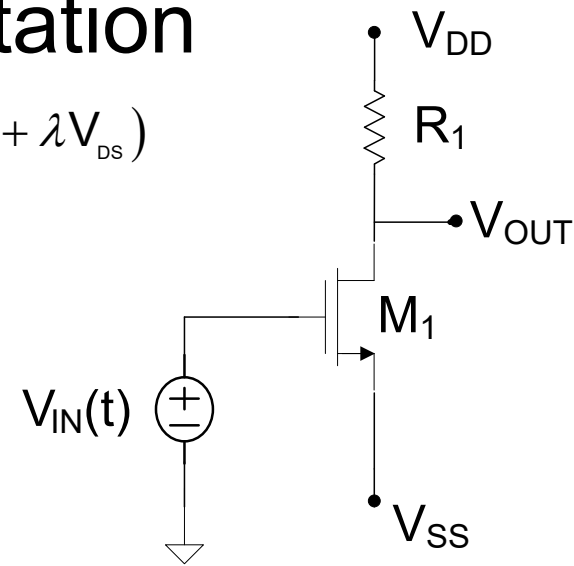 tation
+ λV_DS )
V_DD
R_1
V_OUT
M_1
V_IN(t)
+
−
V_SS